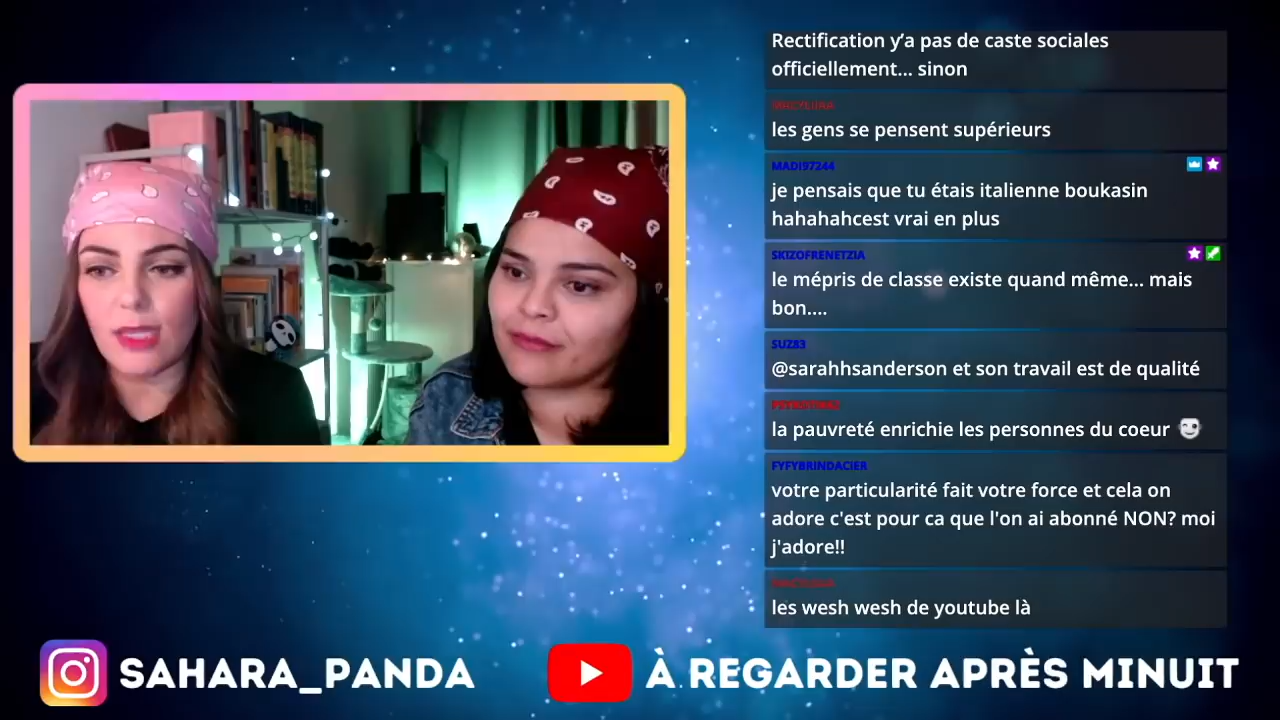 Rectification y’a pas de caste sociales
officiellement... sinon
les gens se pensent supérieurs
MADI97244
je pensais que tu étais italienne boukasin
hahahahcest vrai en plus
SKIZOFRENETZIA
le mépris de classe existe quand même... mais
bon....
SUZ83
@sarahhsanderson et son travail est de qualité
la pauvreté enrichie les personnes du coeur
FYFYBRINDACIER
votre particularité fait votre force et cela on
adore c'est pour ca que l'on ai abonné NON? moi
j'adore!!
les wesh wesh de youtube là
SAHARA_PANDA
À REGARDER APRÈS MINUIT